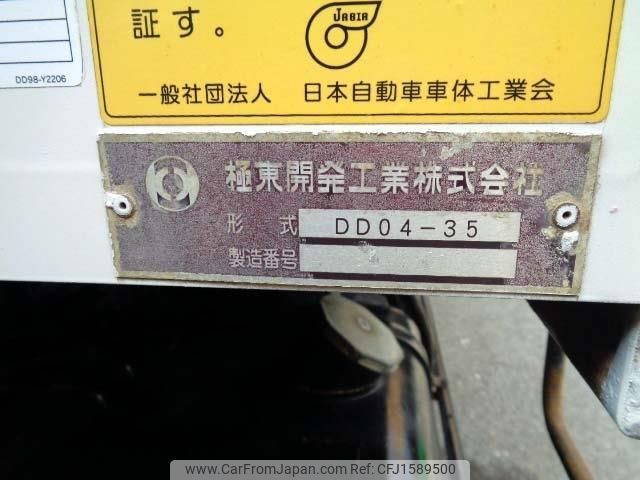 証す。
JABIA
DD98-Y2206
一般社団法人 日本自動車車体工業会
極東開発工業株式会社
形 式 DD04-35
製造番号
www.CarFromJapan.com | ID CFJ1589500